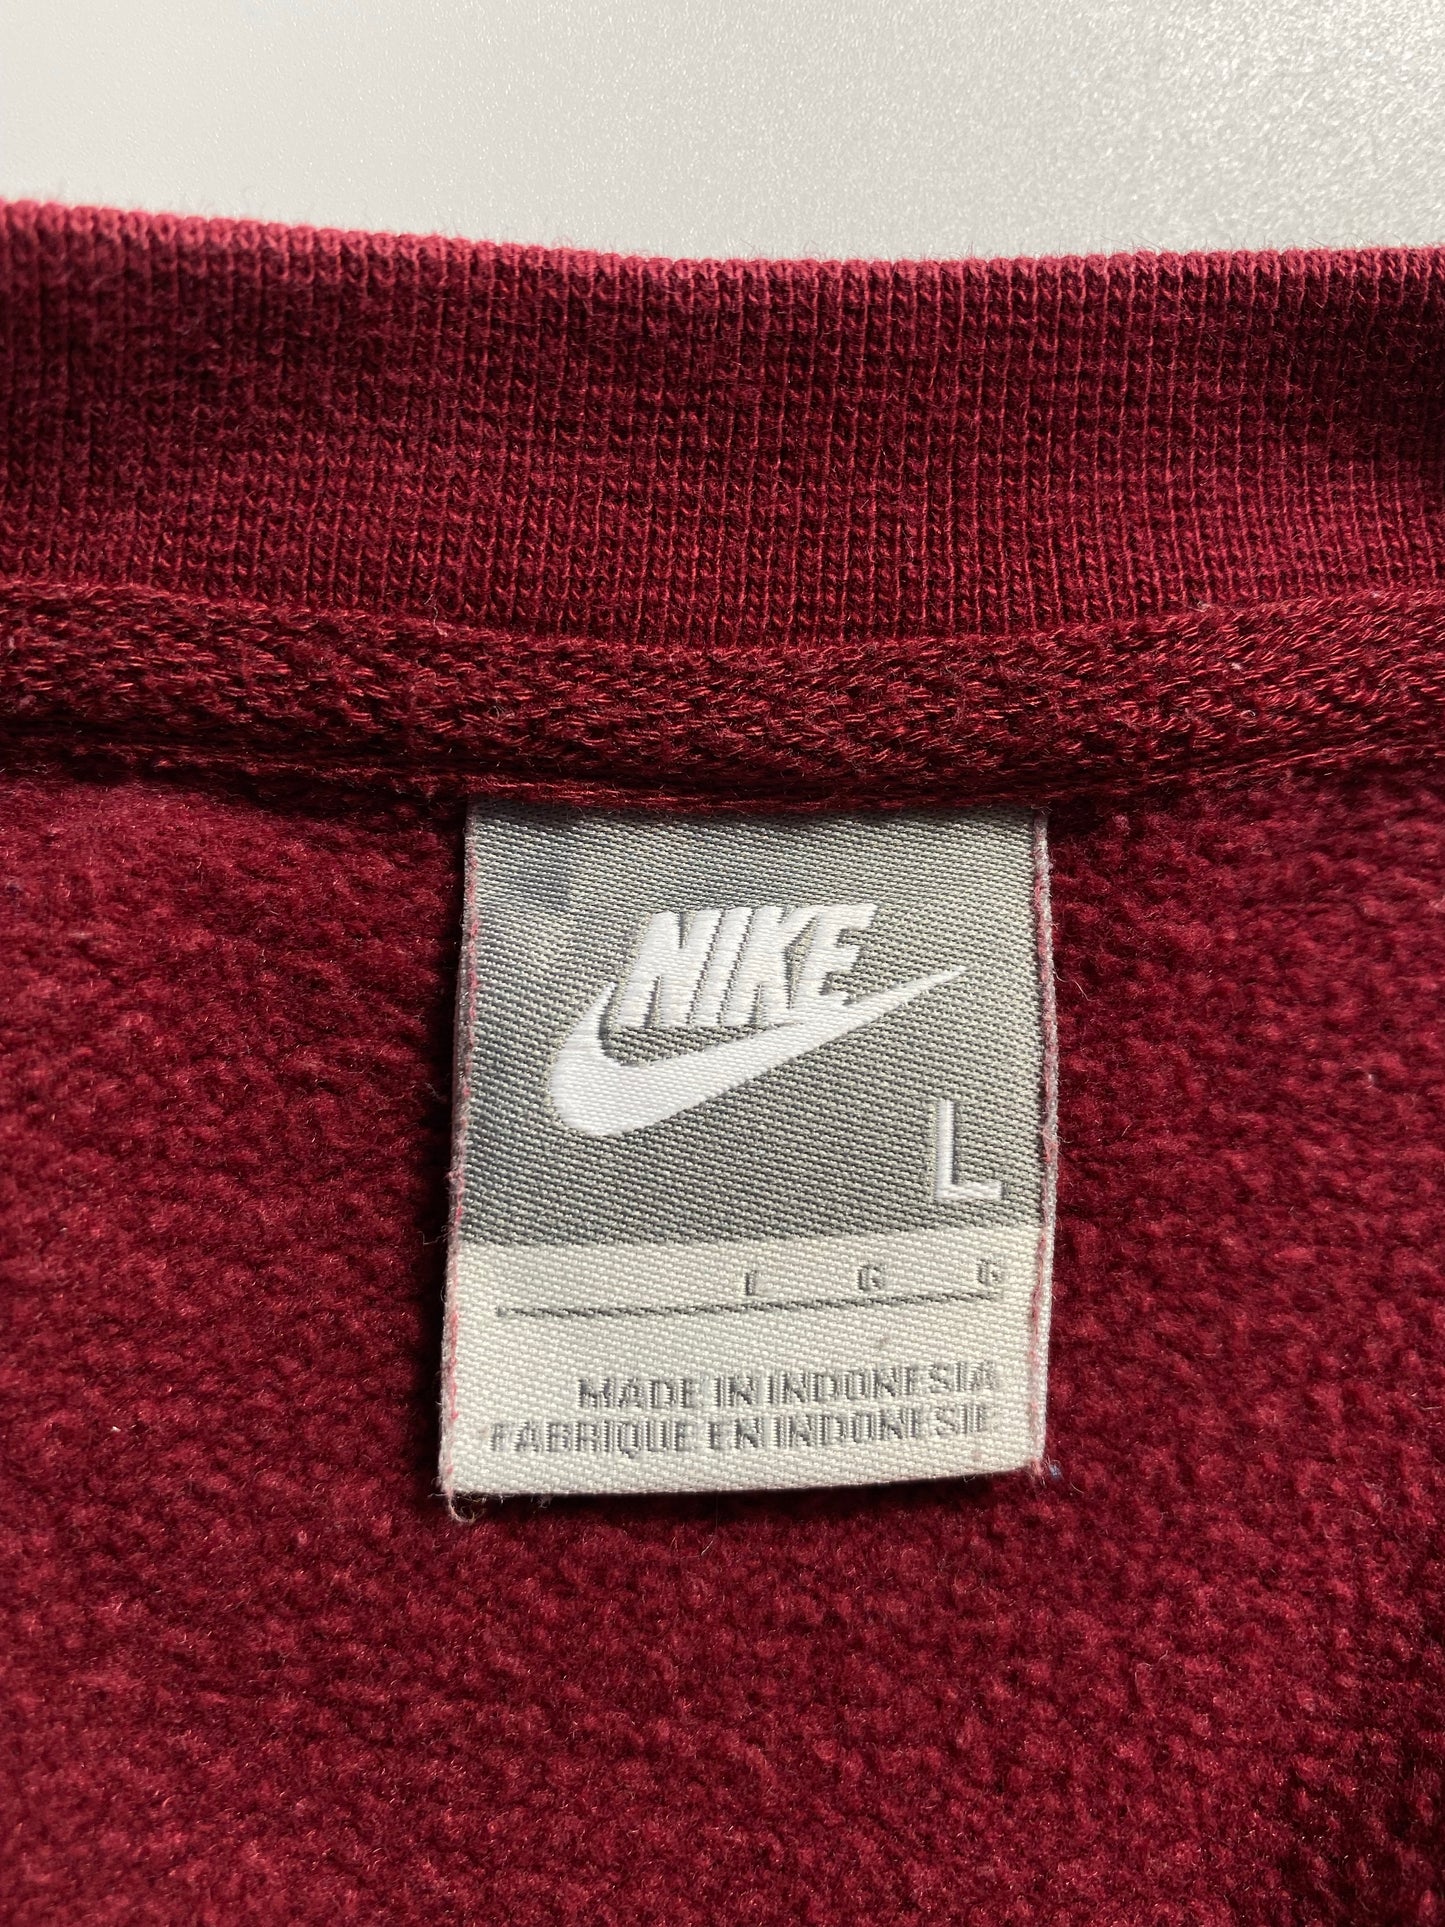 NIKE
L
L G G
MADE IN INDONESIA
FABRIQUE EN INDONESIE